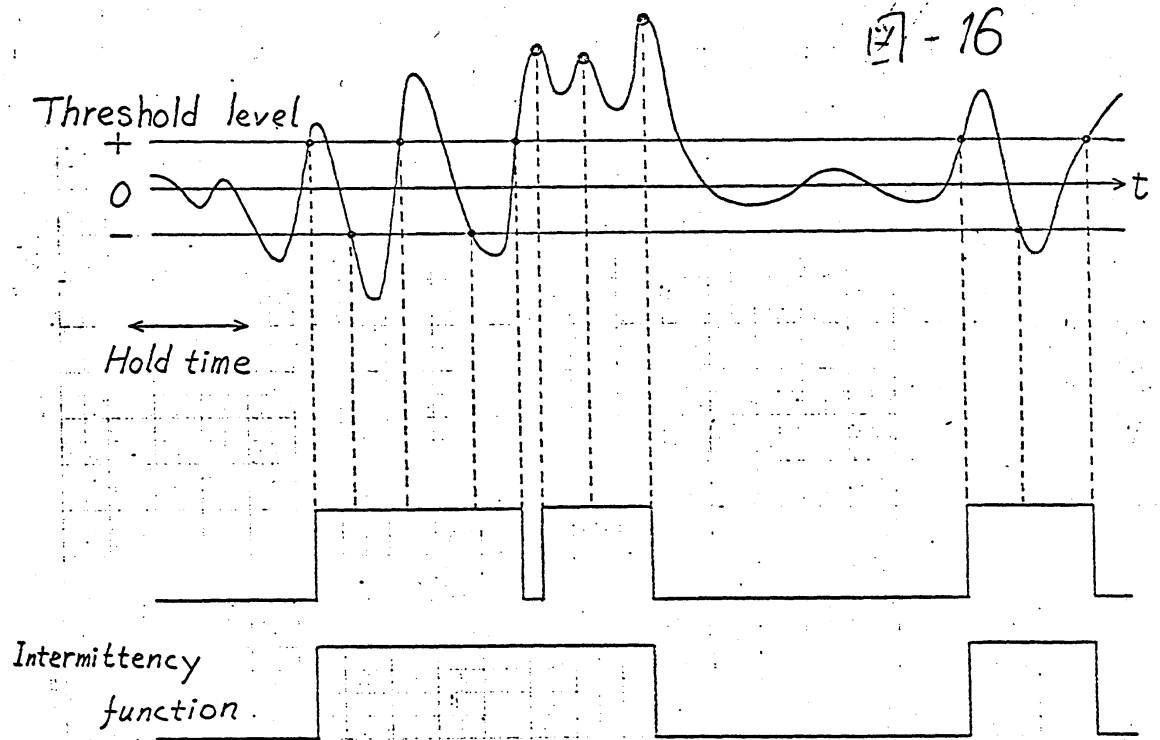 図-16
Threshold level
+
0
-
t
Hold time
Intermittency
function